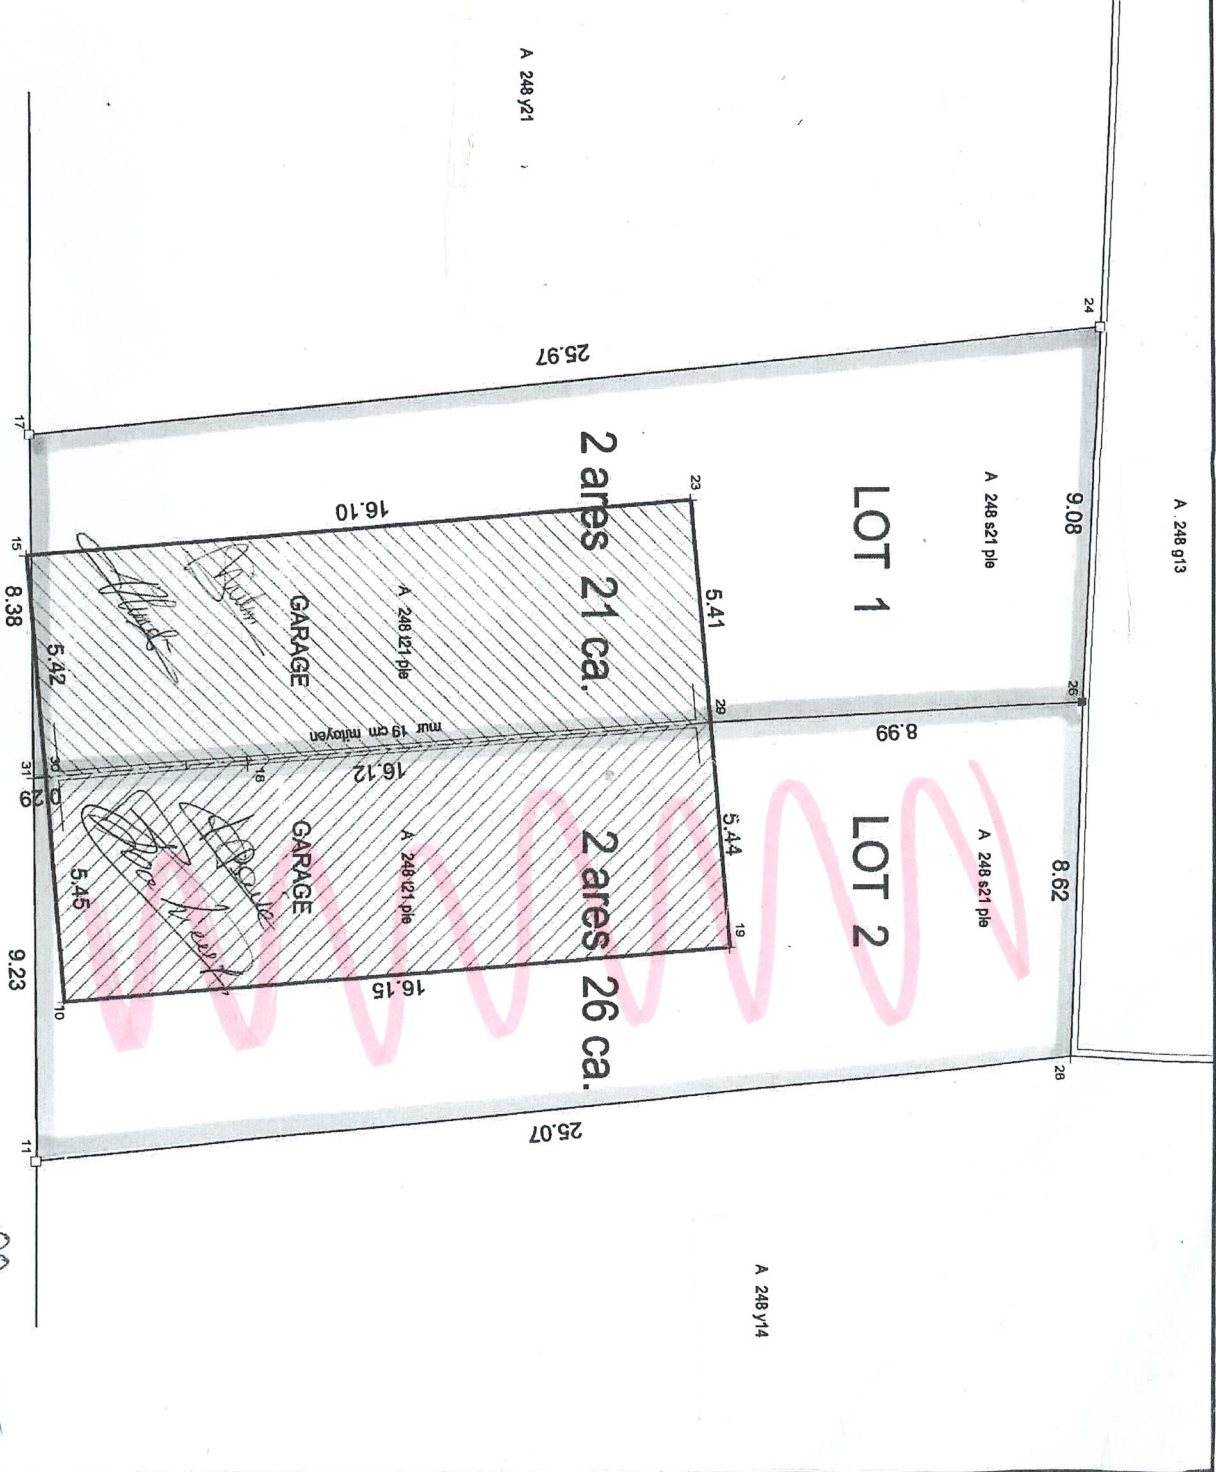 A 248 y21
24
25.97
17
A . 248 g13
9.08
A 248 s21 pie
LOT 1
2 ares 21 ca.
23
16.10
15
5.41
8.38
A 248 t21 pie
GARAGE
5.42
26
29
8.99
mur 19 cm mitoyen
16.12
18
30
31
8.62
A 248 s21 pie
LOT 2
2 ares 26 ca.
5.44
19
A 248 t21 pie
GARAGE
5.45
16.15
10
9.23
28
25.07
11
A 248 y14